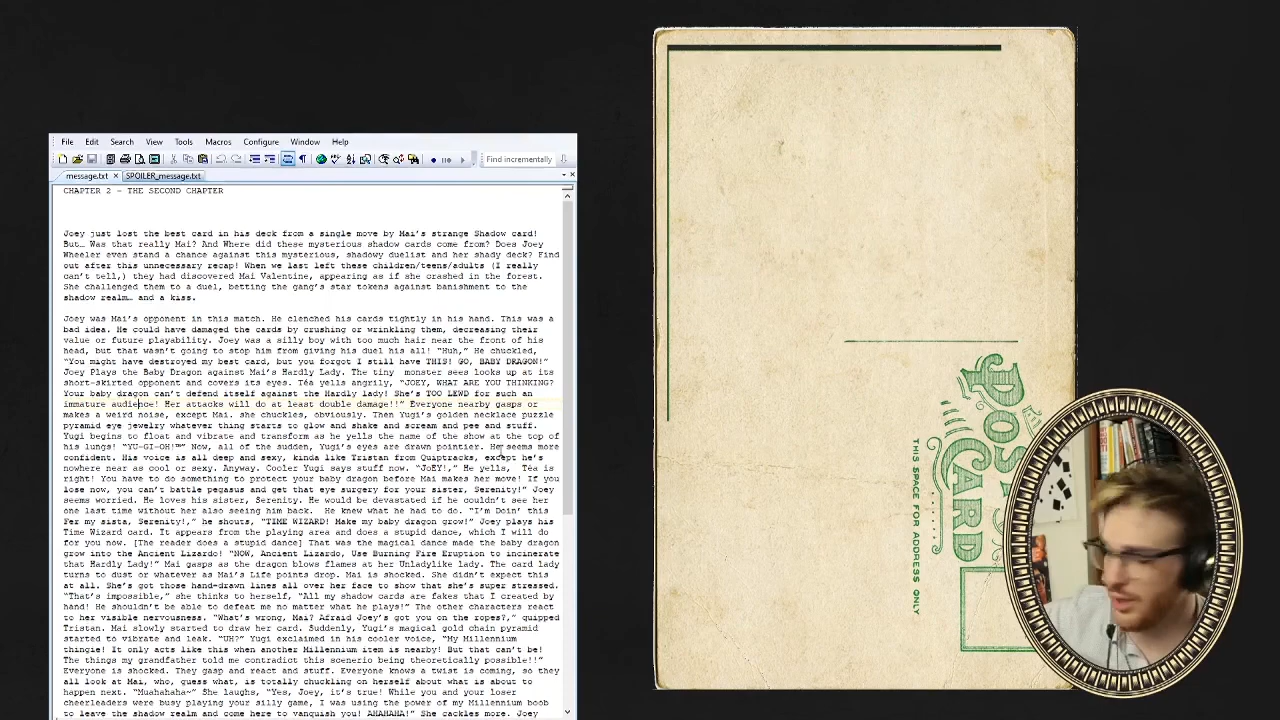 File Edit Search View Tools Macros Configure Window Help
Find incrementally
message.txt SPOILER_message.txt
CHAPTER 2 – THE SECOND CHAPTER
Joey just lost the best card in his deck from a single move by Mai's strange Shadow card!
But… Was that really Mai? And Where did these mysterious shadow cards come from? Does Joey
Wheeler even stand a chance against this mysterious, shadowy duelist and her shady deck? Find
out after this unnecessary recap! When we last left these children/teens/adults (I really
can't tell,) they had discovered Mai Valentine, appearing as if she crashed in the forest.
She challenged them to a duel, betting the gang's star tokens against banishment to the
shadow realm… and a kiss.
Joey was Mai's opponent in this match. He clenched his cards tightly in his hand. This was a
bad idea. He could have damaged the cards by crushing or wrinkling them, decreasing their
value or future playability. Joey was a silly boy with too much hair near the front of his
head, but that wasn't going to stop him from giving his duel his all! "Huh," He chuckled,
"You might have destroyed my best card, but you forgot I still have THIS! GO, BABY DRAGON!"
Joey Plays the Baby Dragon against Mai's Hardly Lady. The tiny  monster sees looks up at its
short-skirted opponent and covers its eyes. Téa yells angrily, "JOEY, WHAT ARE YOU THINKING?
Your baby dragon can't defend itself against the Hardly Lady! She's TOO LEWD for such an
immature audience! Her attacks will do at least double damage!!" Everyone nearby gasps or
makes a weird noise, except Mai. she chuckles, obviously. Then Yugi's golden necklace puzzle
pyramid eye jewelry whatever thing starts to glow and shake and scream and pee and stuff.
Yugi begins to float and vibrate and transform as he yells the name of the show at the top of
his lungs! "YU-GI-OH!™" Now, all of the sudden, Yugi's eyes are drawn pointier. He seems more
confident. His voice is all deep and sexy, kinda like Tristan from Quiptracks, except he's
nowhere near as cool or sexy. Anyway. Cooler Yugi says stuff now. "JoEY!," He yells,  Téa is
right! You have to do something to protect your baby dragon before Mai makes her move! If you
lose now, you can't battle pegasus and get that eye surgery for your sister, Serenity!" Joey
seems worried. He loves his sister, Serenity. He would be devastated if he couldn't see her
one last time without her also seeing him back.  He knew what he had to do. "I'm Doin' this
Fer my sista, Serenity!," he shouts, "TIME WIZARD! Make my baby dragon grow!" Joey plays his
Time Wizard card. It appears from the playing area and does a stupid dance, which I will do
for you now. [The reader does a stupid dance] That was the magical dance made the baby dragon
grow into the Ancient Lizardo! "NOW, Ancient Lizardo, Use Burning Fire Eruption to incinerate
that Hardly Lady!" Mai gasps as the dragon blows flames at her Unladylike lady. The card lady
turns to dust or whatever as Mai's Life points drop. Mai is shocked. She didn't expect this
at all. She's got those hand-drawn lines all over her face to show that she's super stressed.
"That's impossible," she thinks to herself, "All my shadow cards are fakes that I created by
hand! He shouldn't be able to defeat me no matter what he plays!" The other characters react
to her visible nervousness. "What's wrong, Mai? Afraid Joey's got you on the ropes?," quipped
Tristan. Mai slowly started to draw her card. Suddenly, Yugi's magical gold chain pyramid
started to vibrate and leak. "UH?" Yugi exclaimed in his cooler voice, "My Millennium
thingie! It only acts like this when another Millennium item is nearby! But that can't be!
The things my grandfather told me contradict this scenerio being theoretically possible!!"
Everyone is shocked. They gasp and react and stuff. Everyone knows a twist is coming, so they
all look at Mai, who, guess what, is totally chuckling on herself about what is about to
happen next. "Muahahaha~" She laughs, "Yes, Joey, it's true! While you and your loser
cheerleaders were busy playing your silly game, I was using the power of my Millennium boob
to leave the shadow realm and come here to vanquish you! AHAHAHA!" She cackles more. Joey
POS
CARD
THIS SPACE FOR ADDRESS ONLY